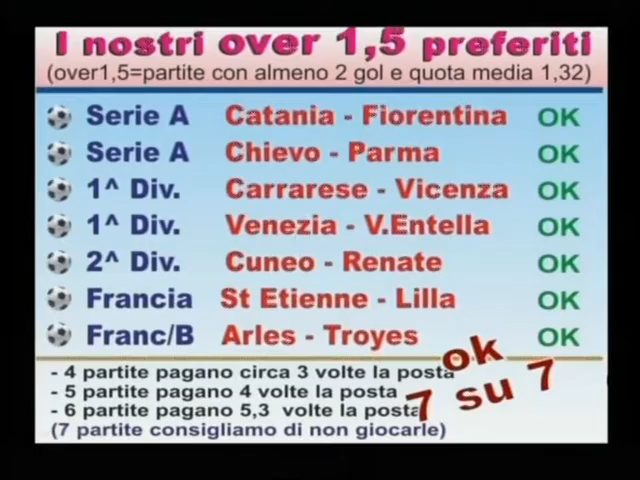 I nostri over 1,5 preferiti
(over1,5=partite con almeno 2 gol e quota media 1,32)
Serie A Catania - Fiorentina OK
Serie A Chievo - Parma OK
1^ Div. Carrarese - Vicenza OK
1^ Div. Venezia - V.Entella OK
2^ Div. Cuneo - Renate OK
Francia St Etienne - Lilla OK
Franc/B Arles - Troyes OK
- 4 partite pagano circa 3 volte la posta
- 5 partite pagano 4 volte la posta
- 6 partite pagano 5,3 volte la posta
(7 partite consigliamo di non giocarle)
ok
7 su 7